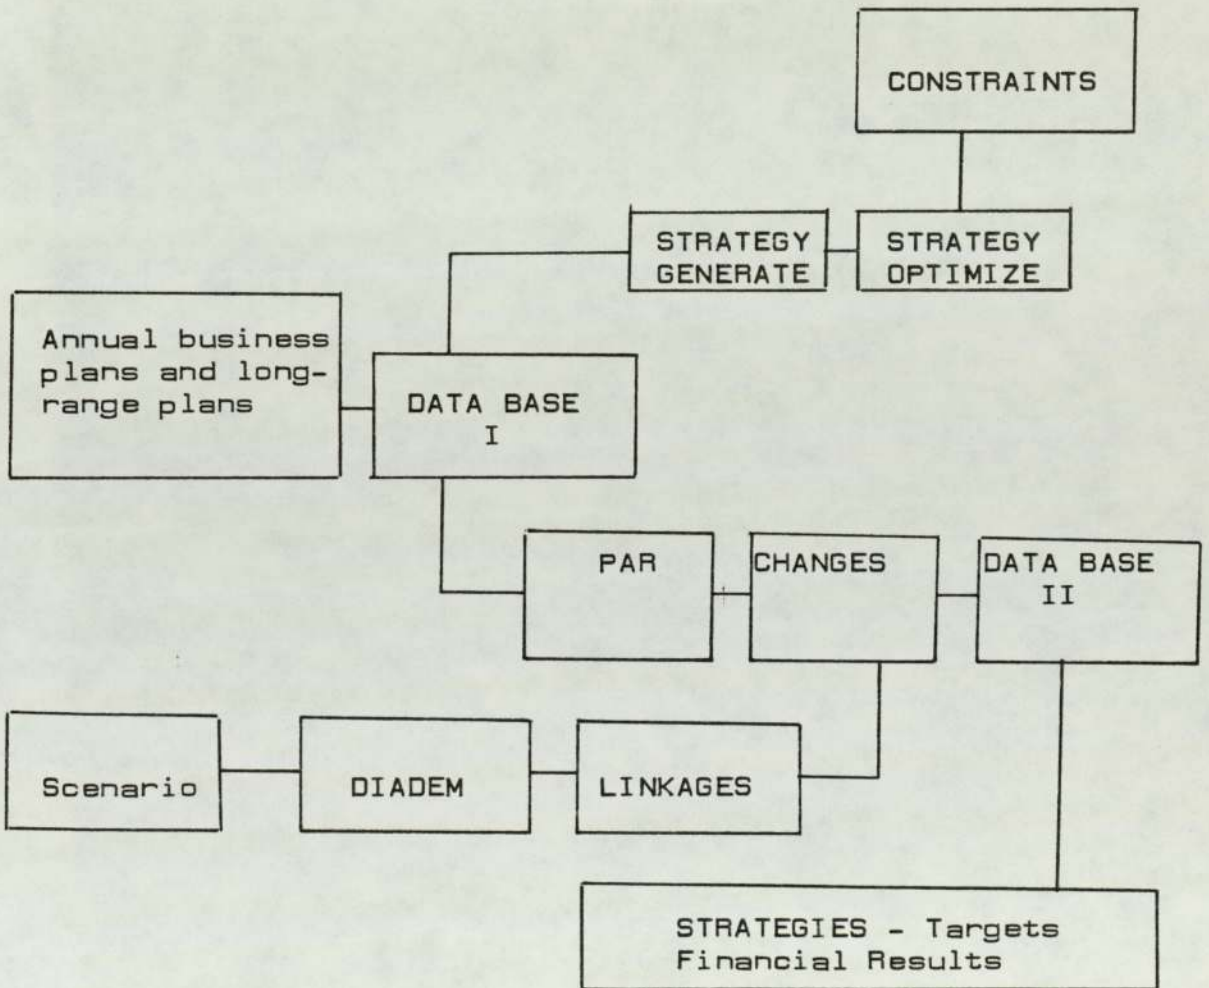 CONSTRAINTS
STRATEGY
GENERATE
STRATEGY
OPTIMIZE
Annual business
plans and long-
range plans
DATA BASE
I
PAR
CHANGES
DATA BASE
II
Scenario
DIADEM
LINKAGES
STRATEGIES - Targets
Financial Results